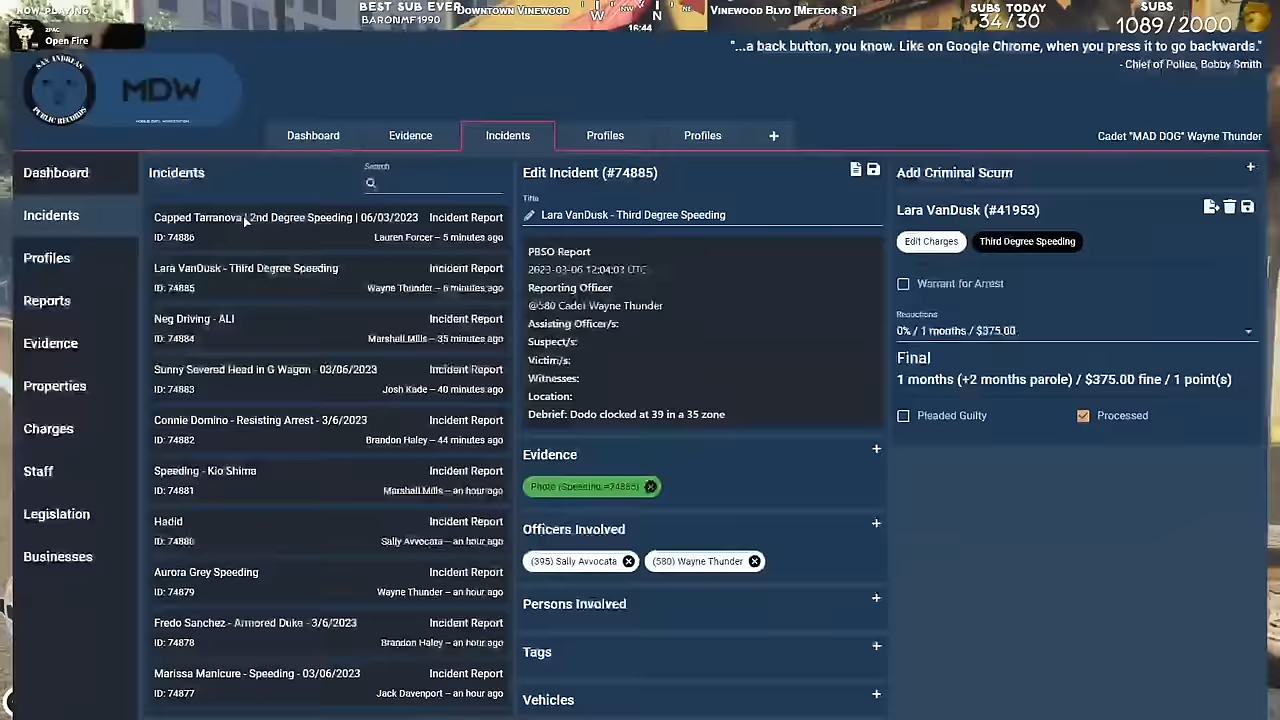 NOW PLAYING
2PAC
Open Fire
BEST SUB EVER
BARONMF1990
DOWNTOWN VINEWOOD
W N NE
16:44
VINEWOOD BLVD [METEOR ST]
SUBS TODAY
34/30
SUBS
1089/2000
"...a back button, you know. Like on Google Chrome, when you press it to go backwards."
- Chief of Police, Bobby Smith
SAN ANDREAS
PUBLIC RECORDS
MDW
MOBILE DATA WORKSTATION
Dashboard
Evidence
Incidents
Profiles
Profiles
+
Cadet "MAD DOG" Wayne Thunder
Dashboard
Incidents
Profiles
Reports
Evidence
Properties
Charges
Staff
Legislation
Businesses
Incidents
Search
Capped Tarranova | 2nd Degree Speeding | 06/03/2023 Incident Report
ID: 74886 Lauren Forcer – 5 minutes ago
Lara VanDusk - Third Degree Speeding Incident Report
ID: 74885 Wayne Thunder – 6 minutes ago
Neg Driving - ALI Incident Report
ID: 74884 Marshall Mills – 35 minutes ago
Sunny Severed Head in G Wagon - 03/06/2023 Incident Report
ID: 74883 Josh Kade – 40 minutes ago
Connie Domino - Resisting Arrest - 3/6/2023 Incident Report
ID: 74882 Brandon Haley – 44 minutes ago
Speeding - Kio Shima Incident Report
ID: 74881 Marshall Mills – an hour ago
Hadid Incident Report
ID: 74880 Sally Avvocata – an hour ago
Aurora Grey Speeding Incident Report
ID: 74879 Wayne Thunder – an hour ago
Fredo Sanchez - Armored Duke - 3/6/2023 Incident Report
ID: 74878 Brandon Haley – an hour ago
Marissa Manicure - Speeding - 03/06/2023 Incident Report
ID: 74877 Jack Davenport – an hour ago
Edit Incident (#74885)
Title
Lara VanDusk - Third Degree Speeding
PBSO Report
2023-03-06 12:04:03 UTC
Reporting Officer
@580 Cadet Wayne Thunder
Assisting Officer/s:
Suspect/s:
Victim/s:
Witnesses:
Location:
Debrief: Dodo clocked at 39 in a 35 zone
Evidence +
Photo (Speeding #74885)
Officers Involved +
(395) Sally Avvocata
(580) Wayne Thunder
Persons Involved +
Tags +
Vehicles +
Add Criminal Scum +
Lara VanDusk (#41953)
Edit Charges
Third Degree Speeding
Warrant for Arrest
Reductions
0% / 1 months / $375.00
Final
1 months (+2 months parole) / $375.00 fine / 1 point(s)
Pleaded Guilty
Processed